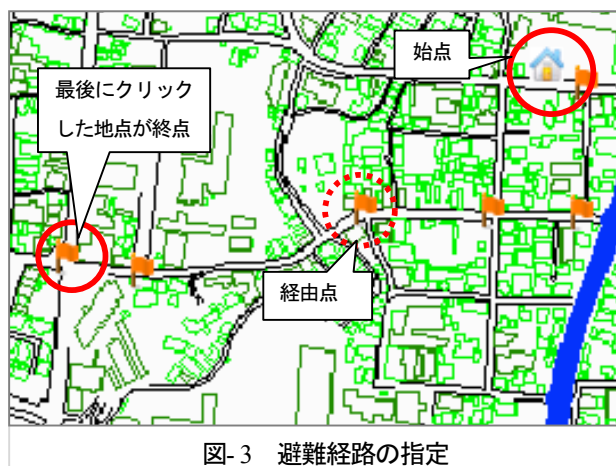 始点
最後にクリック
した地点が終点
経由点
図-3 避難経路の指定